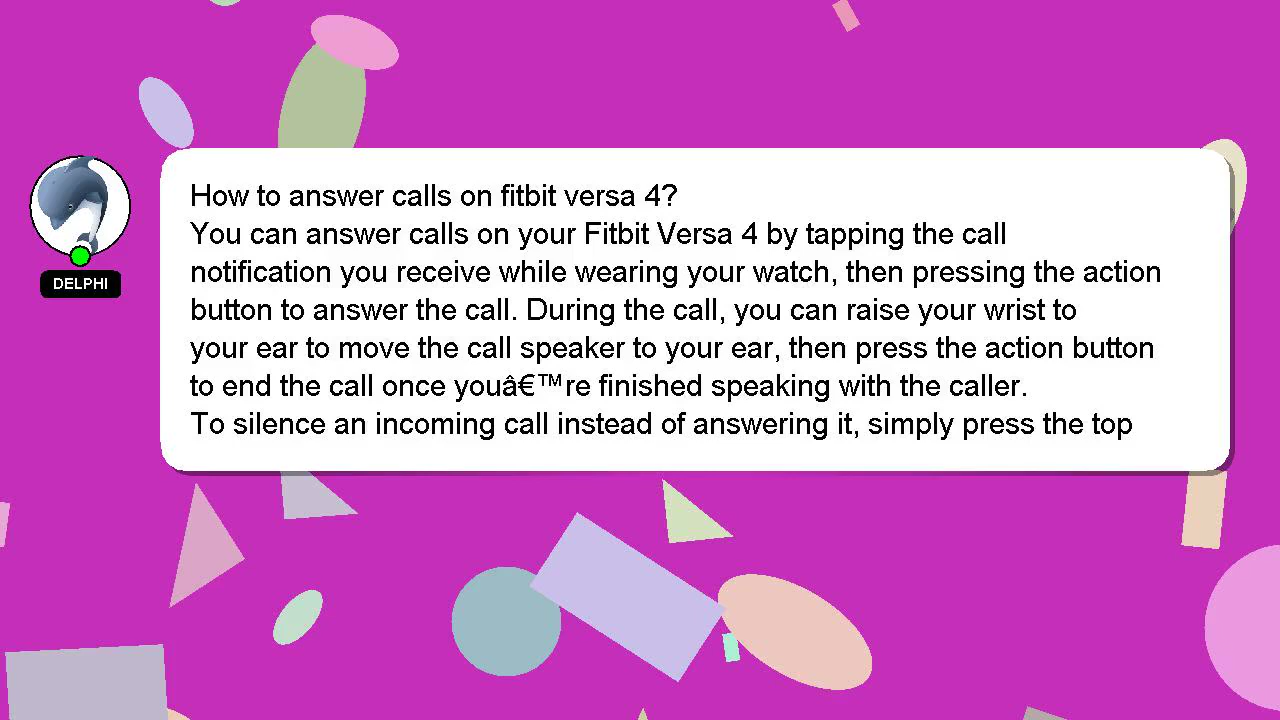 How to answer calls on fitbit versa 4?
You can answer calls on your Fitbit Versa 4 by tapping the call
notification you receive while wearing your watch, then pressing the action
button to answer the call. During the call, you can raise your wrist to
your ear to move the call speaker to your ear, then press the action button
to end the call once youâ€™re finished speaking with the caller.
To silence an incoming call instead of answering it, simply press the top
DELPHI